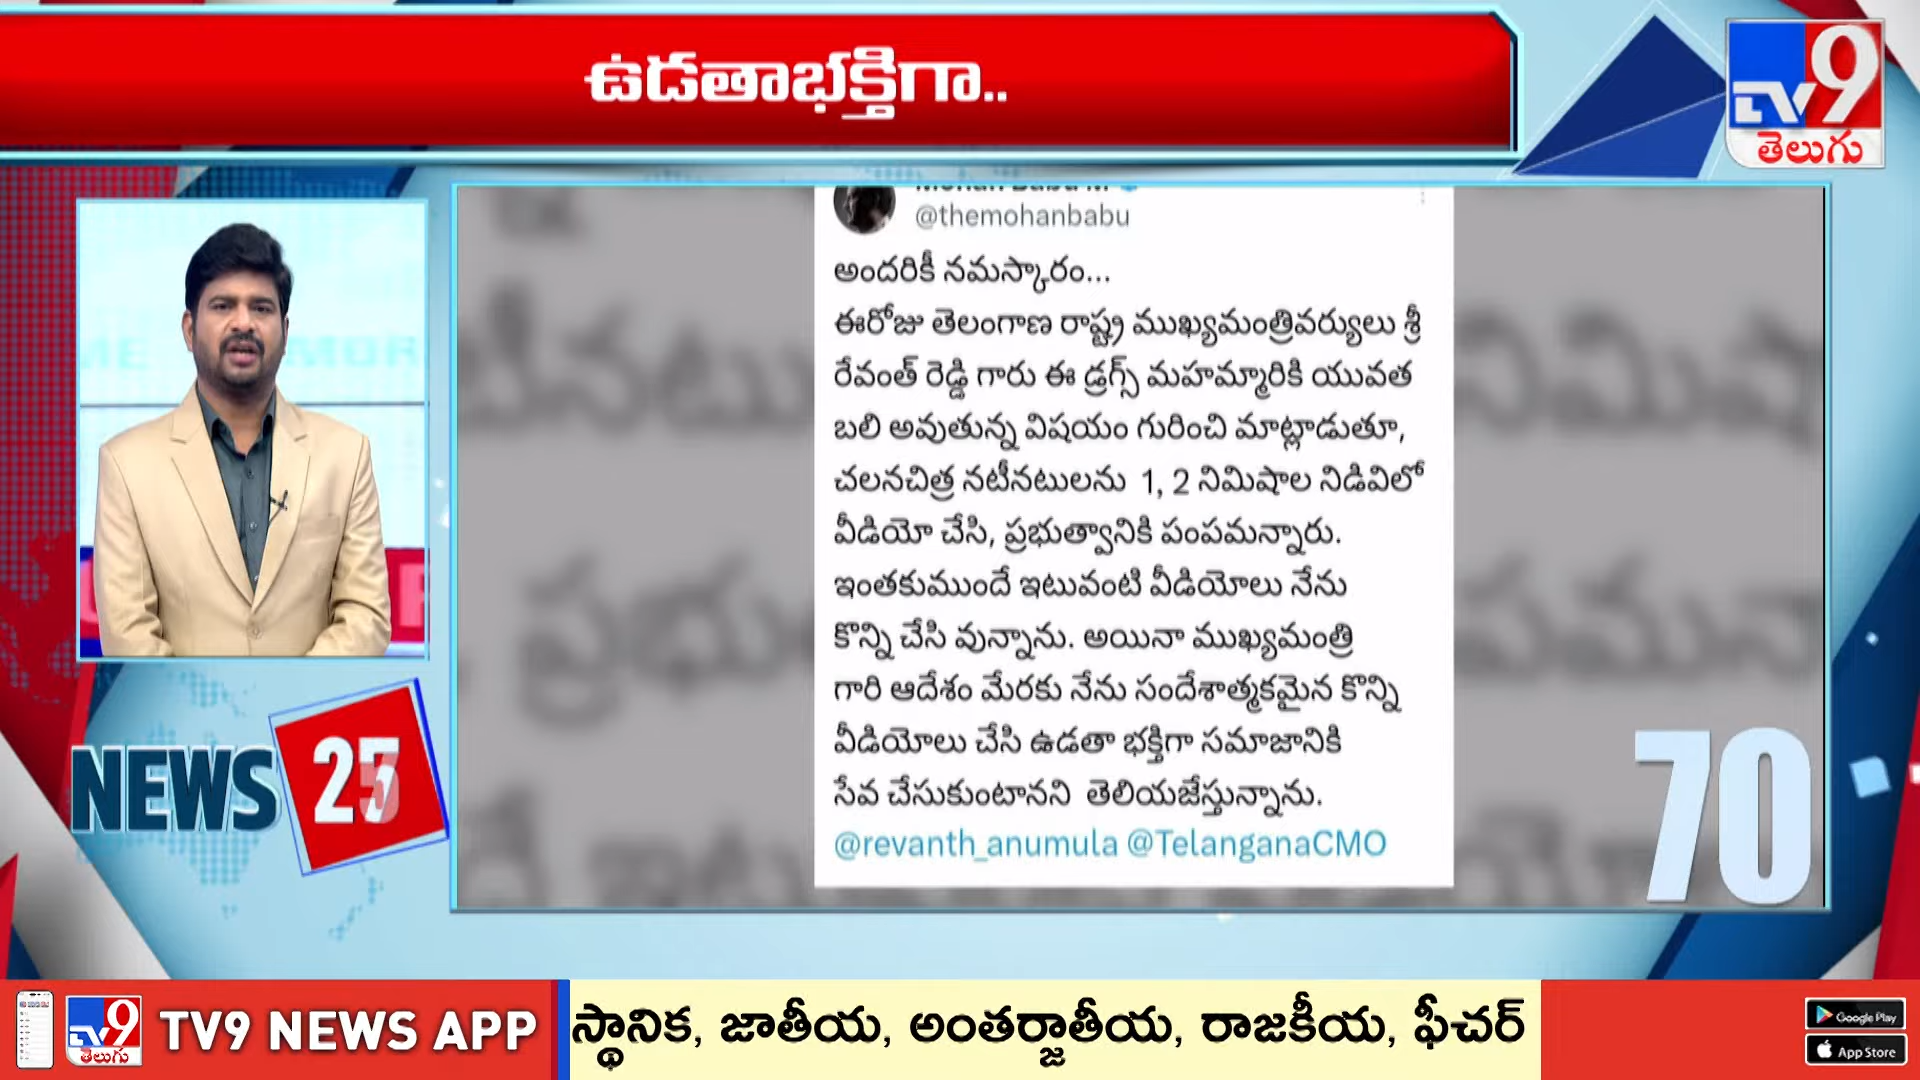 ఉడతాభక్తిగా..
TV9
తెలుగు
@themohanbabu
అందరికీ నమస్కారం...
ఈరోజు తెలంగాణ రాష్ట్ర ముఖ్యమంత్రివర్యులు శ్రీ
రేవంత్ రెడ్డి గారు ఈ డ్రగ్స్ మహమ్మారికి యువత
బలి అవుతున్న విషయం గురించి మాట్లాడుతూ,
చలనచిత్ర నటీనటులను 1, 2 నిమిషాల నిడివిలో
వీడియో చేసి, ప్రభుత్వానికి పంపమన్నారు.
ఇంతకుముందే ఇటువంటి వీడియోలు నేను
కొన్ని చేసి వున్నాను. అయినా ముఖ్యమంత్రి
గారి ఆదేశం మేరకు నేను సందేశాత్మకమైన కొన్ని
వీడియోలు చేసి ఉడతా భక్తిగా సమాజానికి
సేవ చేసుకుంటానని తెలియజేస్తున్నాను.
@revanth_anumula @TelanganaCMO
NEWS
70
TV9
తెలుగు
TV9 NEWS APP
స్థానిక, జాతీయ, అంతర్జాతీయ, రాజకీయ, ఫీచర్
Google Play
App Store